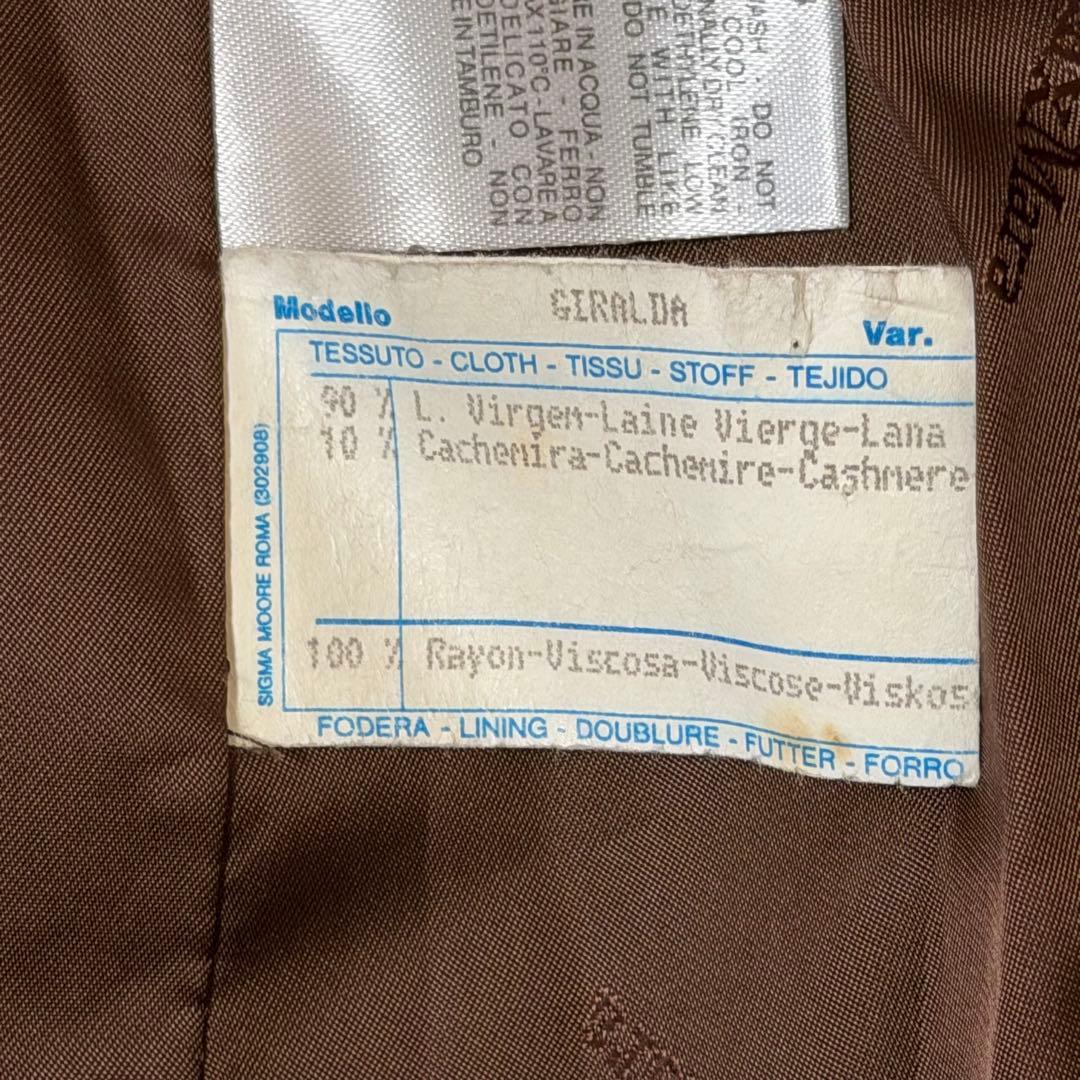 WASH - DO NOT
COOL IRON -
NALLY DRY CLEAN
OETHYLENE LOW
E WITH LIKE
DO NOT TUMBLE
E IN ACQUA - NON
GIARE - FERRO
AX110°C - LAVARE A
DELICATO CON
OETILENE - NON
E IN TAMBURO
Mara
Modello GIRALDA Var.
TESSUTO - CLOTH - TISSU - STOFF - TEJIDO
90 % L. Virgen-Laine Vierge-Lana
10 % Cachemira-Cachemire-Cashmere
100 % Rayon-Viscosa-Viscose-Viskos
FODERA - LINING - DOUBLURE - FUTTER - FORRO
SIGMA MOORE ROMA (302908)